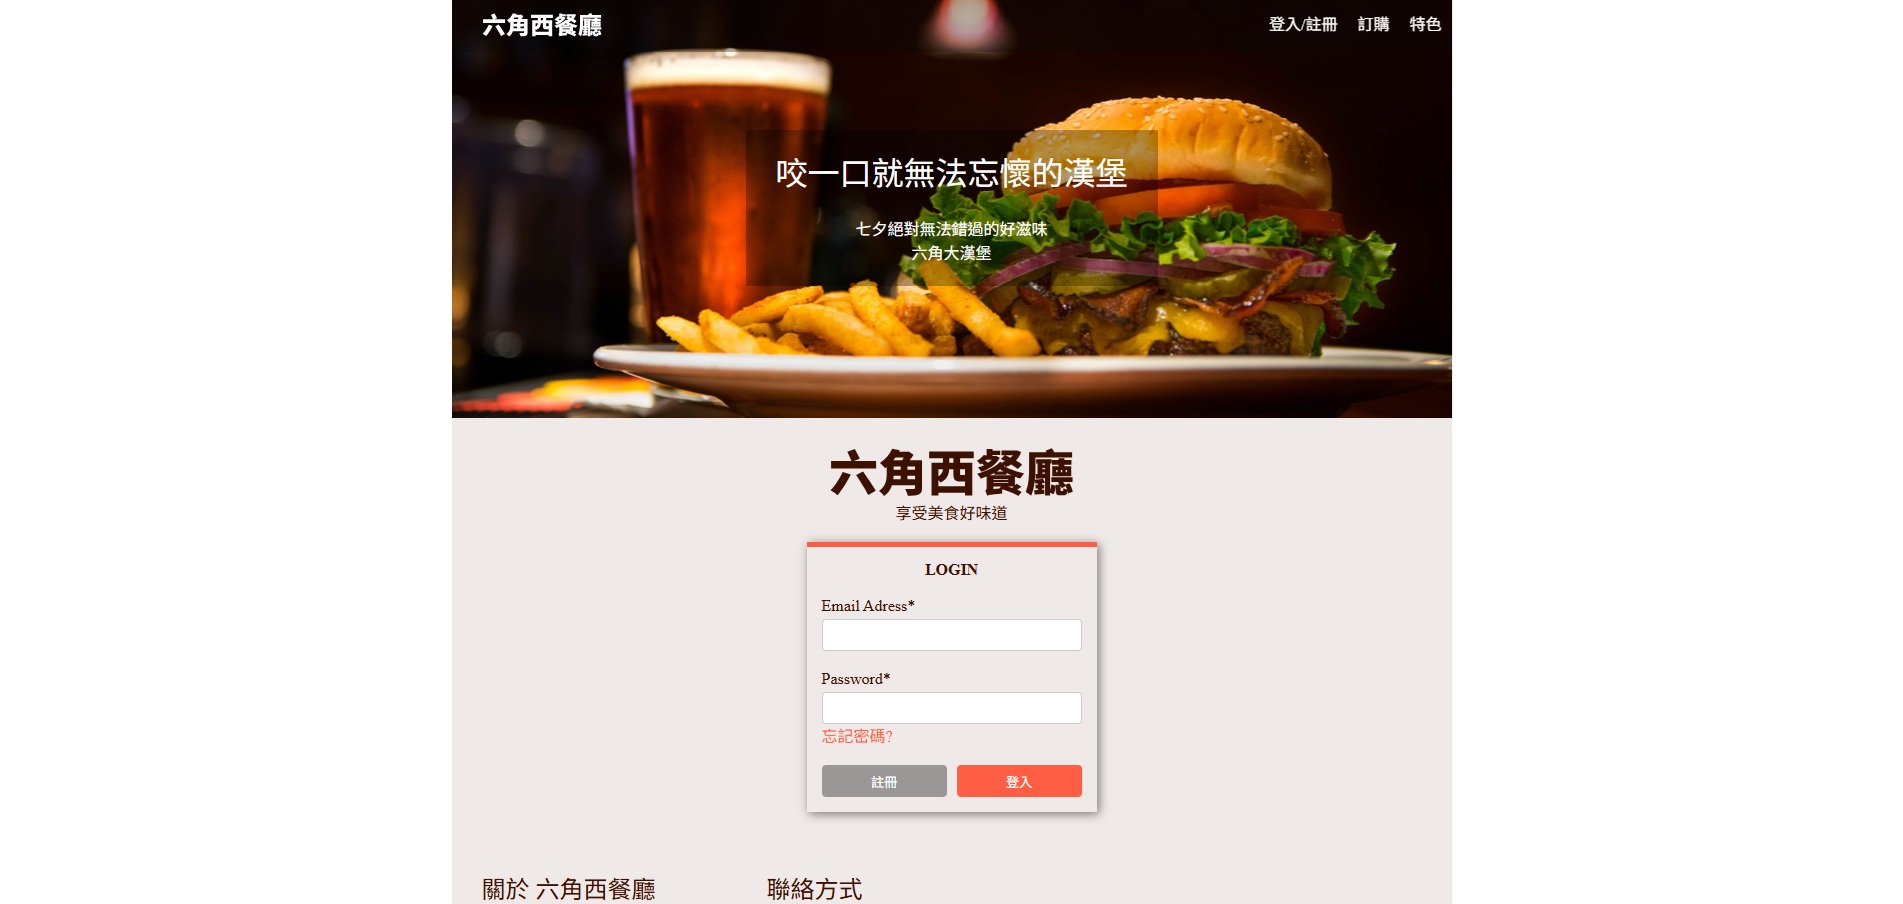 六角西餐廳
登入/註冊 訂購 特色
咬一口就無法忘懷的漢堡
七夕絕對無法錯過的好滋味
六角大漢堡
六角西餐廳
享受美食好味道
LOGIN
Email Adress*
Password*
忘記密碼?
註冊 登入
關於 六角西餐廳 聯絡方式